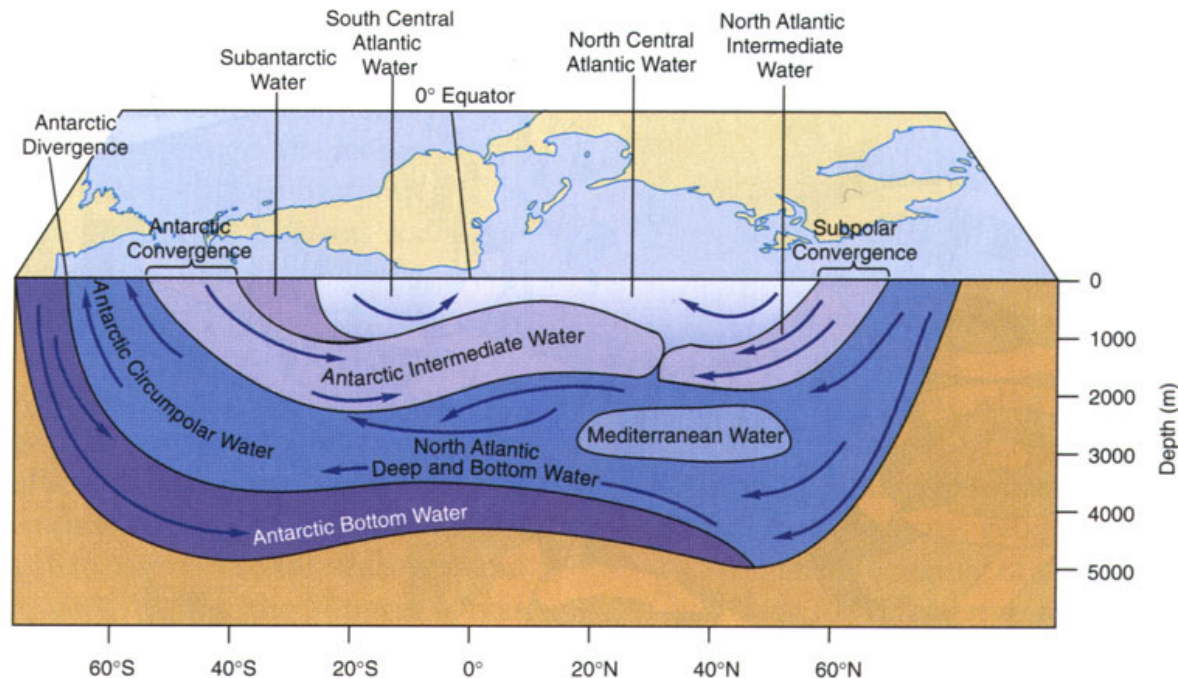 South Central
Atlantic
Water
North Atlantic
Intermediate
Water
North Central
Atlantic Water
Subantarctic
Water
0° Equator
Antarctic
Divergence
Antarctic
Convergence
Subpolar
Convergence
0
1000
2000
3000
4000
5000
Depth (m)
Antarctic Circumpolar Water
Antarctic Intermediate Water
Mediterranean Water
North Atlantic
Deep and Bottom Water
Antarctic Bottom Water
60°S
40°S
20°S
0°
20°N
40°N
60°N